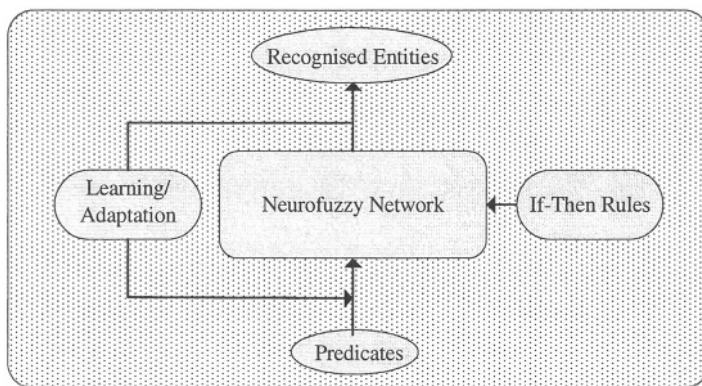 Recognised Entities
Learning/
Adaptation
Neurofuzzy Network
If-Then Rules
Predicates